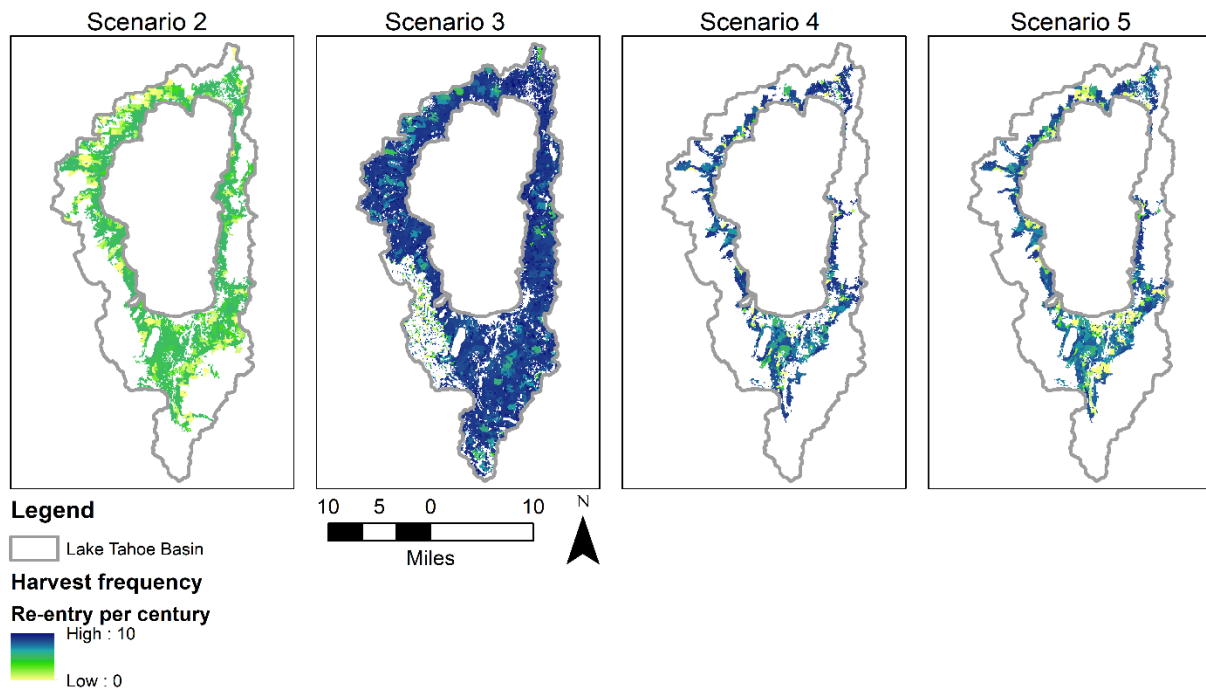 Scenario 2
Scenario 3
Scenario 4
Scenario 5
Legend
Lake Tahoe Basin
Harvest frequency
Re-entry per century
High : 10
Low : 0
10 5 0 10
Miles
N